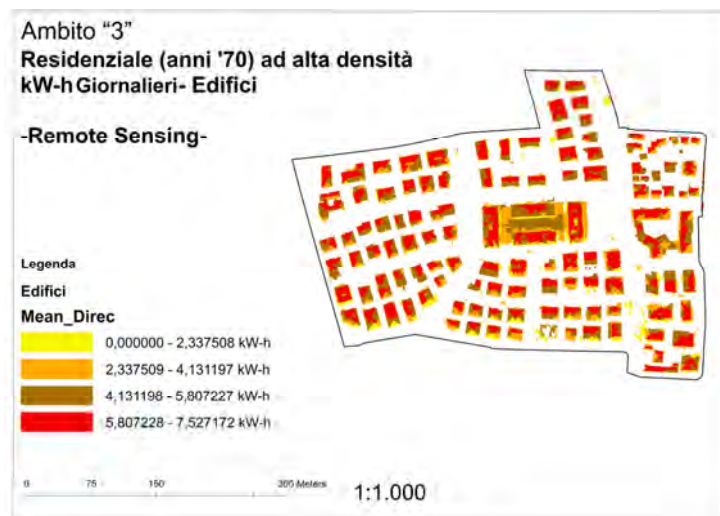 Ambito “3”
Residenziale (anni '70) ad alta densità
kW-h Giornalieri- Edifici
-Remote Sensing-
Legenda
Edifici
Mean_Direc
0,000000 - 2,337508 kW-h
2,337509 - 4,131197 kW-h
4,131198 - 5,807227 kW-h
5,807228 - 7,527172 kW-h
0 75 150 300 Meters
1:1.000